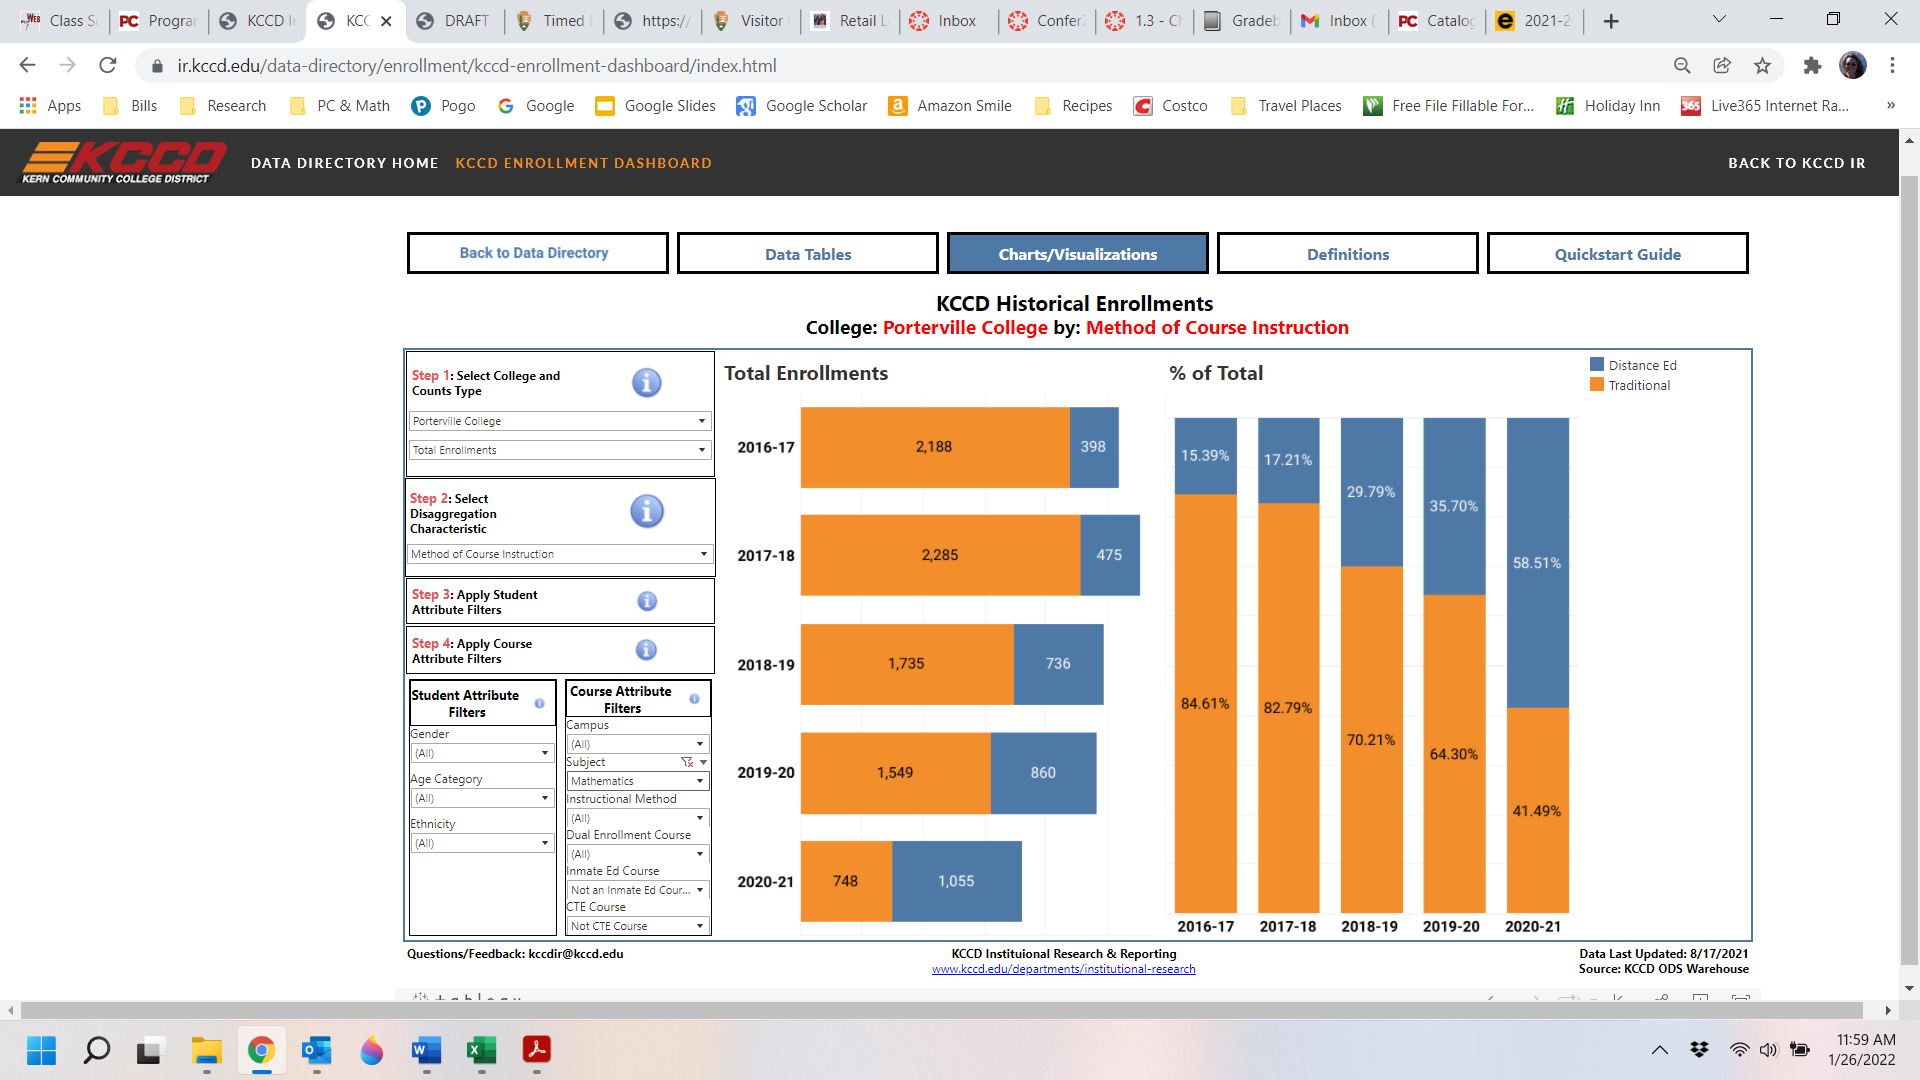 Class S
Program
KCCD I
KCC
DRAFT
Timed
https:/
Visitor
Retail L
Inbox
Confer
1.3 - Cl
Gradeb
Inbox (
Catalog
2021-2
ir.kccd.edu/data-directory/enrollment/kccd-enrollment-dashboard/index.html
Apps Bills Research PC & Math Pogo Google Google Slides Google Scholar Amazon Smile Recipes Costco Travel Places Free File Fillable For... Holiday Inn Live365 Internet Ra... »
KCCD
KERN COMMUNITY COLLEGE DISTRICT
DATA DIRECTORY HOME KCCD ENROLLMENT DASHBOARD BACK TO KCCD IR
Back to Data Directory Data Tables Charts/Visualizations Definitions Quickstart Guide
KCCD Historical Enrollments
College: Porterville College by: Method of Course Instruction
Step 1: Select College and
Counts Type
Porterville College
Total Enrollments
Step 2: Select
Disaggregation
Characteristic
Method of Course Instruction
Step 3: Apply Student
Attribute Filters
Step 4: Apply Course
Attribute Filters
Student Attribute
Filters
Gender
(All)
Age Category
(All)
Ethnicity
(All)
Course Attribute
Filters
Campus
(All)
Subject
Mathematics
Instructional Method
(All)
Dual Enrollment Course
(All)
Inmate Ed Course
Not an Inmate Ed Cour...
CTE Course
Not CTE Course
Total Enrollments
2016-17 2,188 398
2017-18 2,285 475
2018-19 1,735 736
2019-20 1,549 860
2020-21 748 1,055
% of Total
Distance Ed
Traditional
15.39% 17.21% 29.79% 35.70% 58.51%
84.61% 82.79% 70.21% 64.30% 41.49%
2016-17 2017-18 2018-19 2019-20 2020-21
Questions/Feedback: kccdir@kccd.edu
KCCD Instituional Research & Reporting
www.kccd.edu/departments/institutional-research
Data Last Updated: 8/17/2021
Source: KCCD ODS Warehouse
11:59 AM
1/26/2022